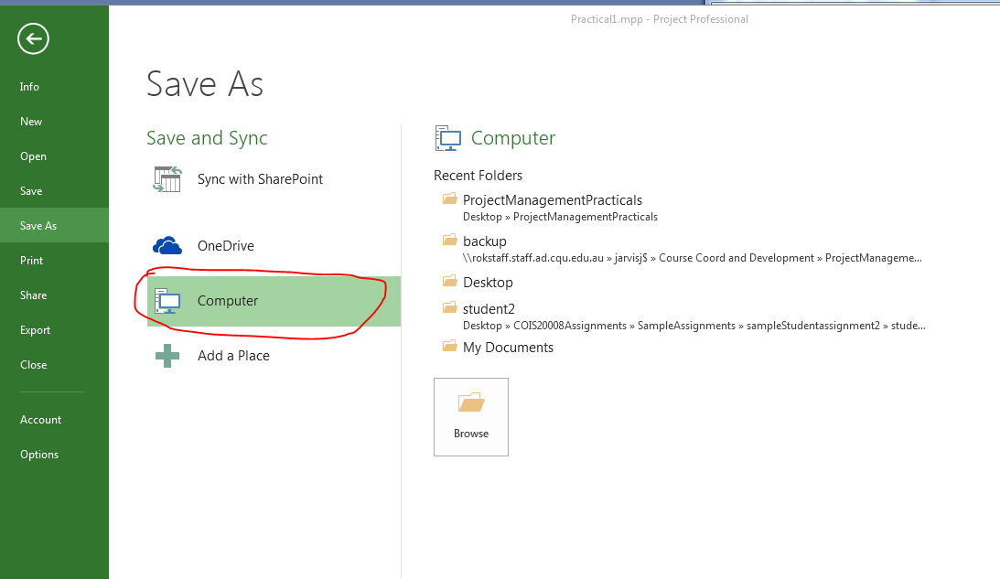 Practical1.mpp - Project Professional
Info
New
Open
Save
Save As
Print
Share
Export
Close
Account
Options
Save As
Save and Sync
Sync with SharePoint
OneDrive
Computer
Add a Place
Computer
Recent Folders
ProjectManagementPracticals
Desktop » ProjectManagementPracticals
backup
\\rokstaff.staff.ad.cqu.edu.au » jarvisj$ » Course Coord and Development » ProjectManageme...
Desktop
student2
Desktop » COIS20008Assignments » SampleAssignments » sampleStudentassignment2 » stude...
My Documents
Browse